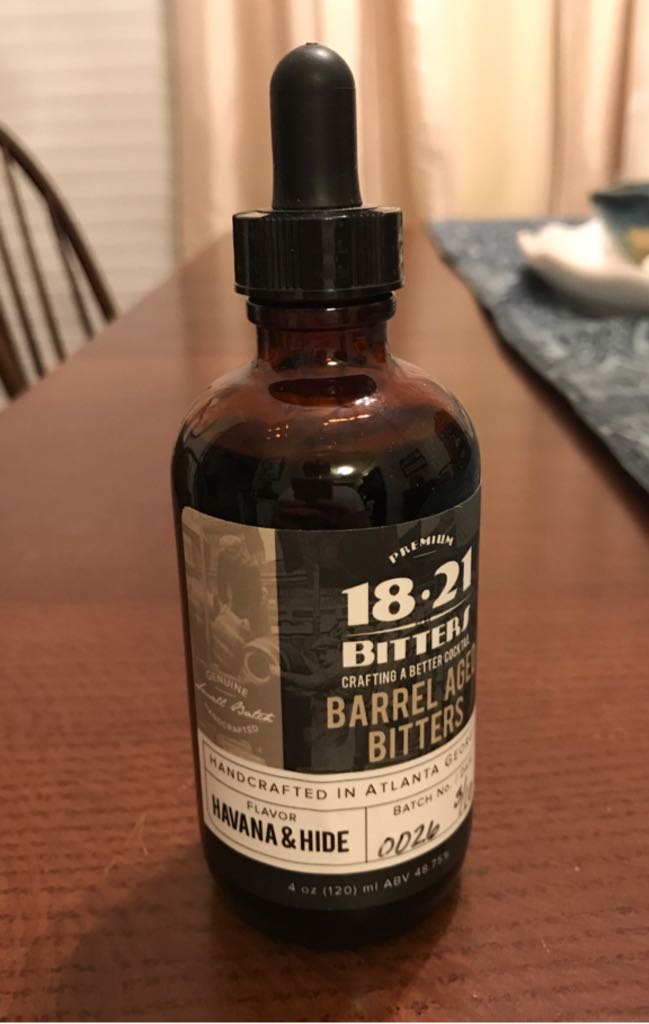 PREMIUM
18·21
BITTERS
CRAFTING A BETTER COCKTAIL
BARREL AGED
BITTERS
GENUINE
Small Batch
HANDCRAFTED
HANDCRAFTED IN ATLANTA GEOR
FLAVOR
HAVANA & HIDE
BATCH No.
0026
4 oz (120) ml ABV 48.75%